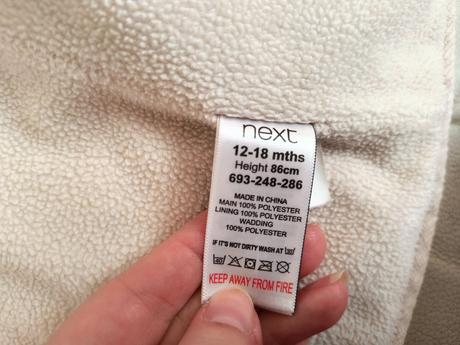 next
12-18 mths
Height 86cm
693-248-286
MADE IN CHINA
MAIN 100% POLYESTER
LINING 100% POLYESTER
WADDING
100% POLYESTER
IF IT'S NOT DIRTY WASH AT
KEEP AWAY FROM FIRE